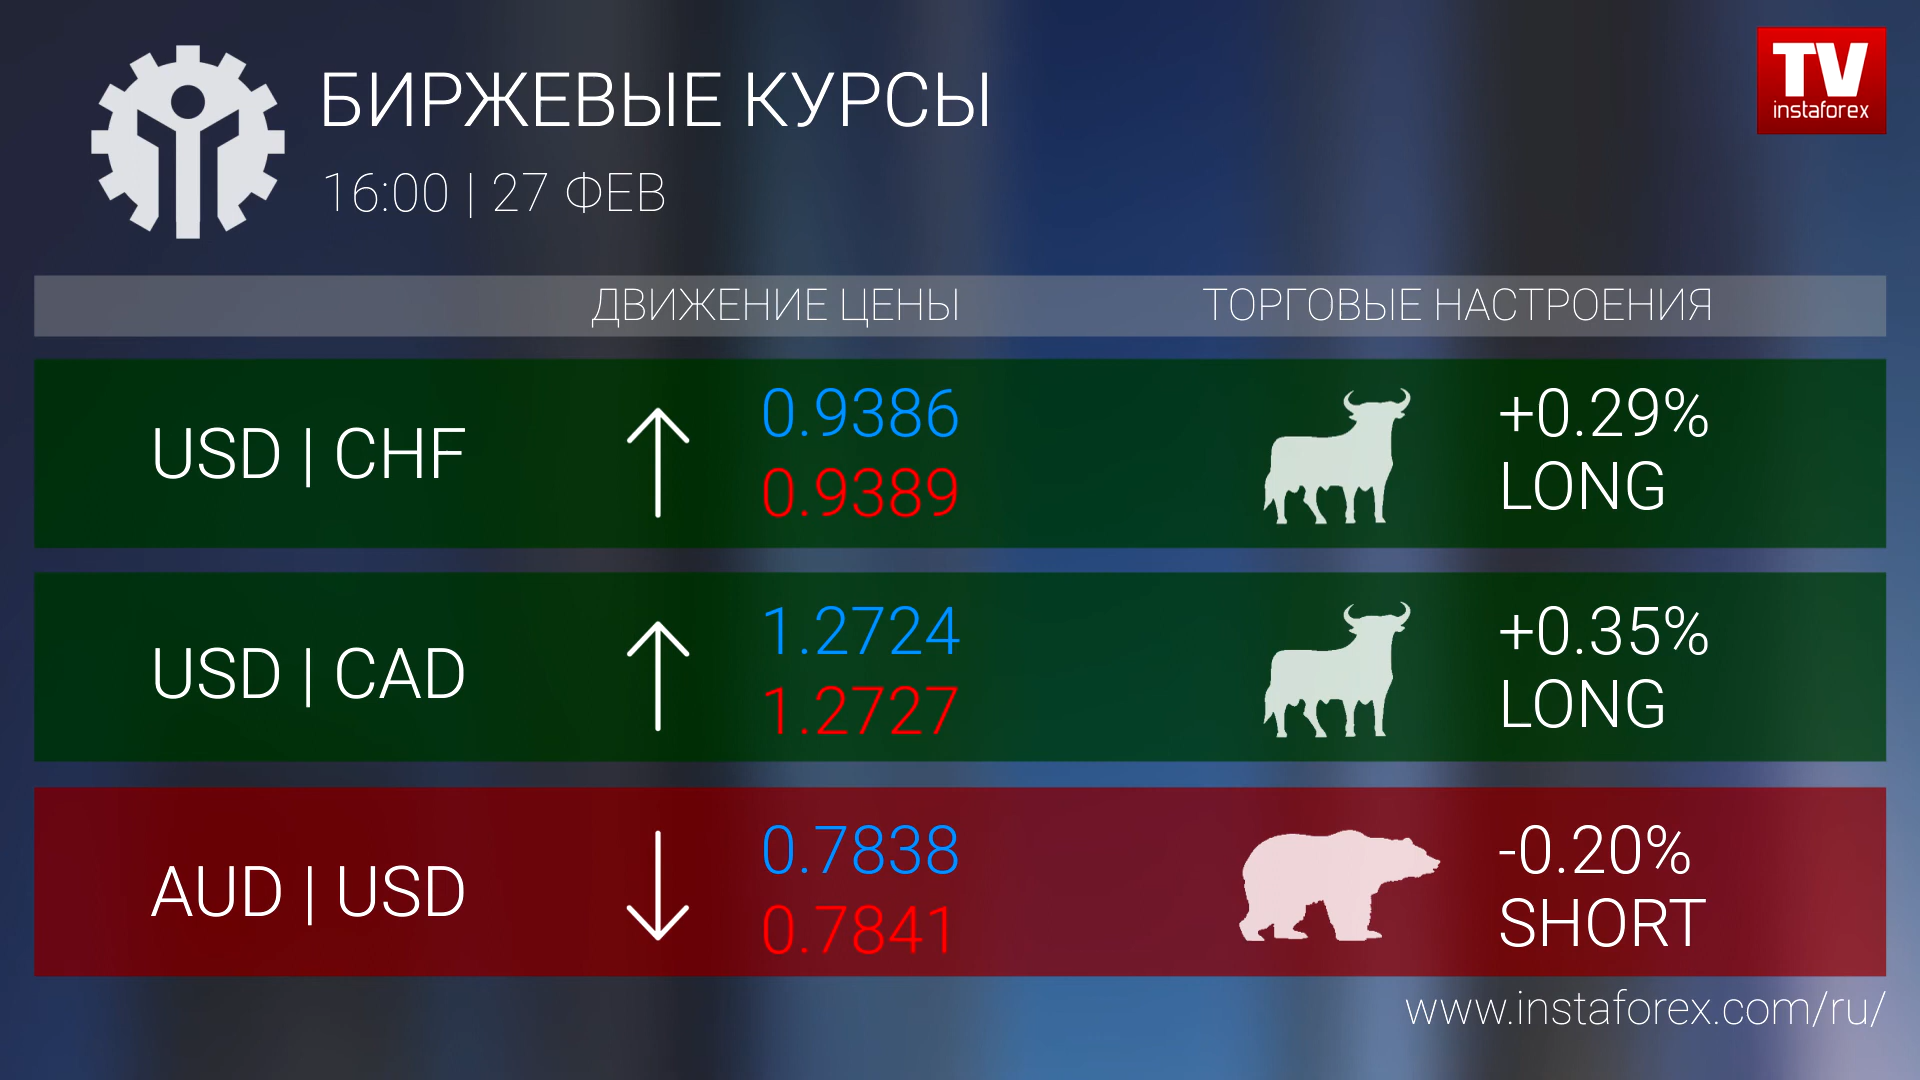 БИРЖЕВЫЕ КУРСЫ
16:00 | 27 ФЕВ
TV
instaforex
ДВИЖЕНИЕ ЦЕНЫ ТОРГОВЫЕ НАСТРОЕНИЯ
USD | CHF
0.9386
0.9389
+0.29%
LONG
USD | CAD
1.2724
1.2727
+0.35%
LONG
AUD | USD
0.7838
0.7841
-0.20%
SHORT
www.instaforex.com/ru/